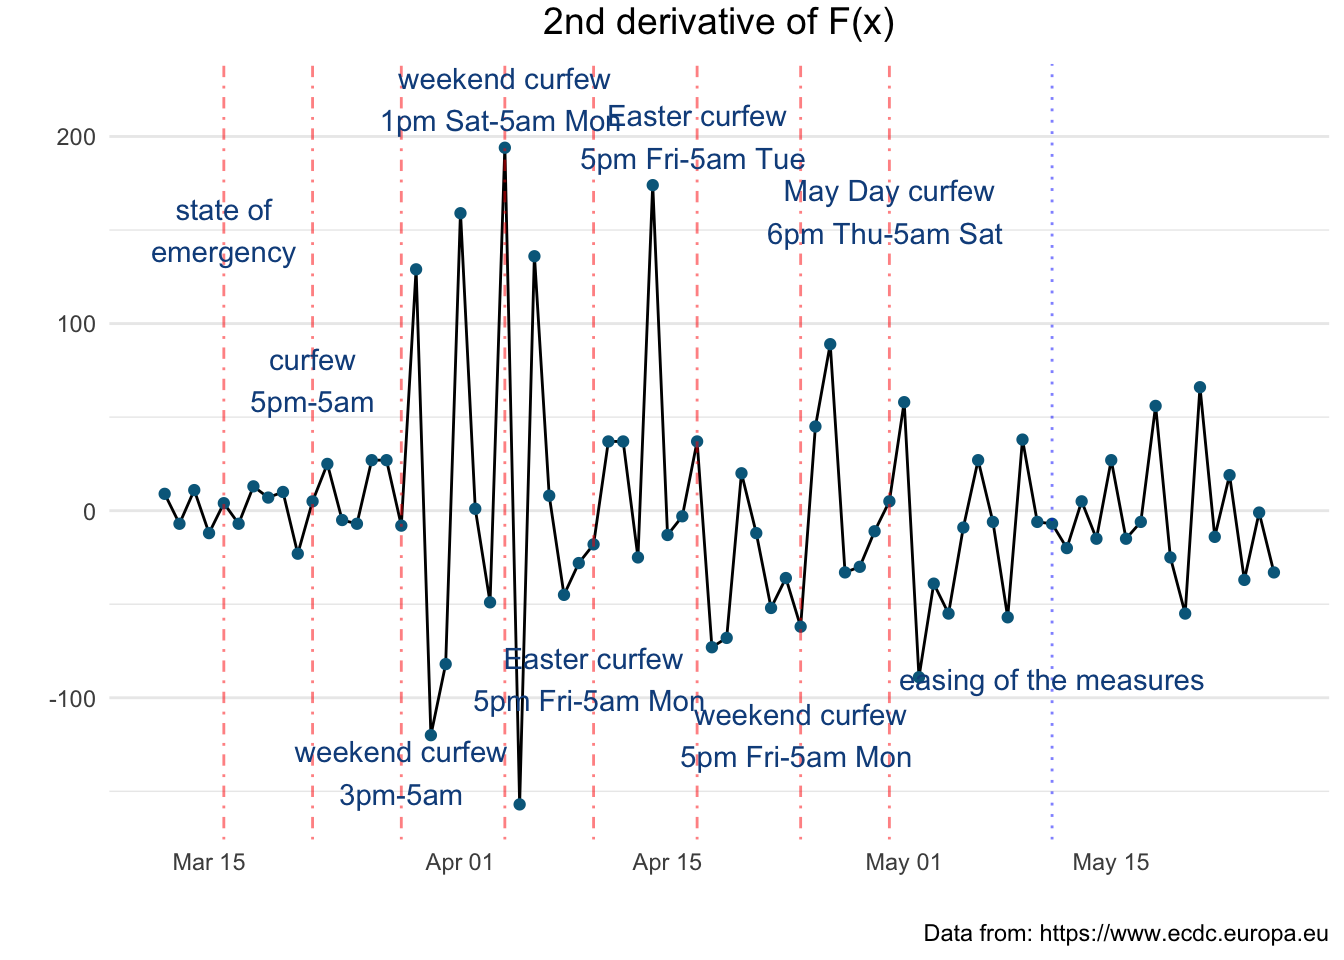 2nd derivative of F(x)
weekend curfew
1pm Sat-5am Mon
Easter curfew
5pm Fri-5am Tue
May Day curfew
6pm Thu-5am Sat
state of
emergency
curfew
5pm-5am
Easter curfew
5pm Fri-5am Mon
easing of the measures
weekend curfew
5pm Fri-5am Mon
weekend curfew
3pm-5am
200
100
0
-100
Mar 15
Apr 01
Apr 15
May 01
May 15
Data from: https://www.ecdc.europa.eu